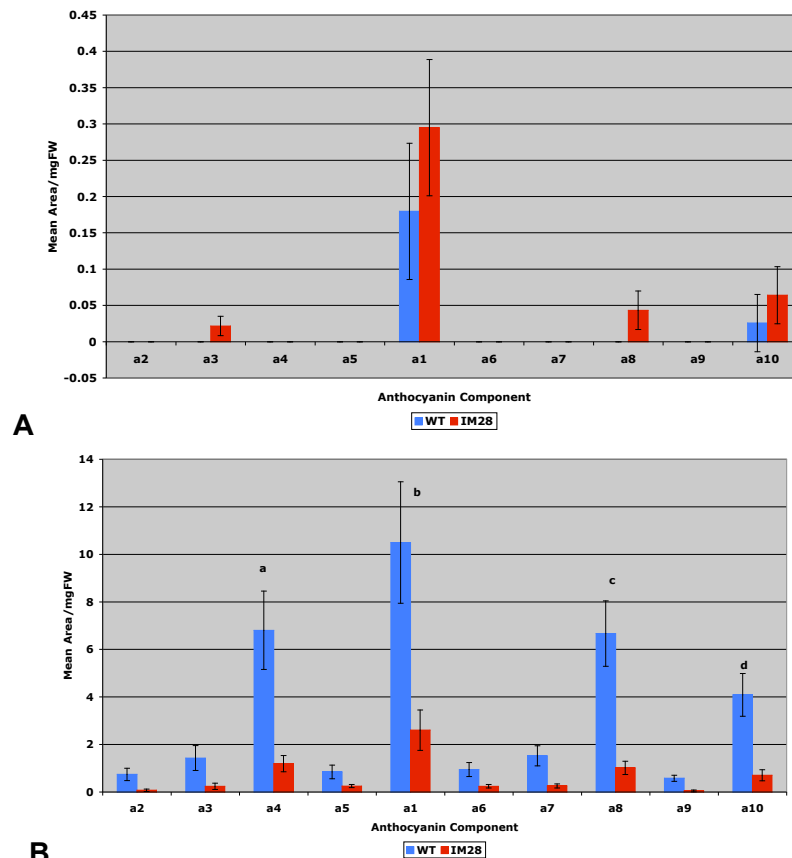 0.45
0.4
0.35
0.3
0.25
0.2
0.15
0.1
0.05
0
-0.05
Mean Area/mgFW
a2 a3 a4 a5 a1 a6 a7 a8 a9 a10
Anthocyanin Component
WT IM28
A
14
12
10
8
6
4
2
0
Mean Area/mgFW
a
b
c
d
a2 a3 a4 a5 a1 a6 a7 a8 a9 a10
Anthocyanin Component
WT IM28
B